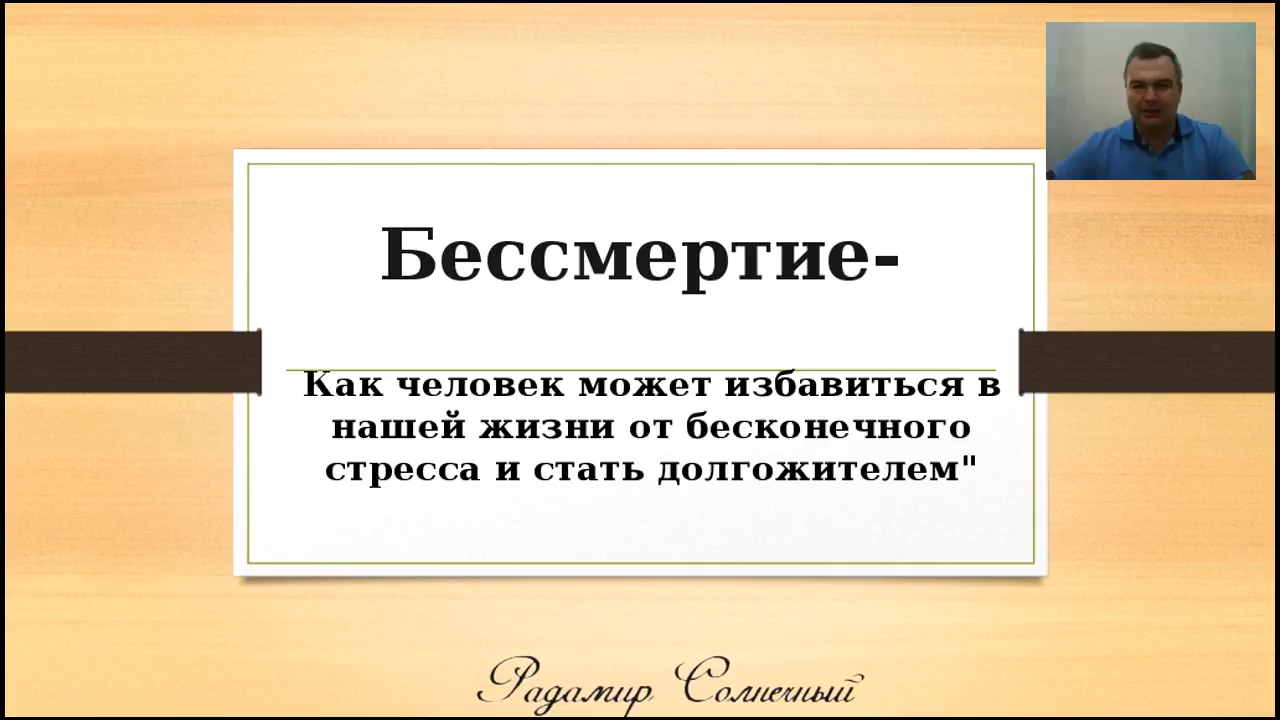 Бессмертие-
Как человек может избавиться в
нашей жизни от бесконечного
стресса и стать долгожителем"
Радамир Солнечный